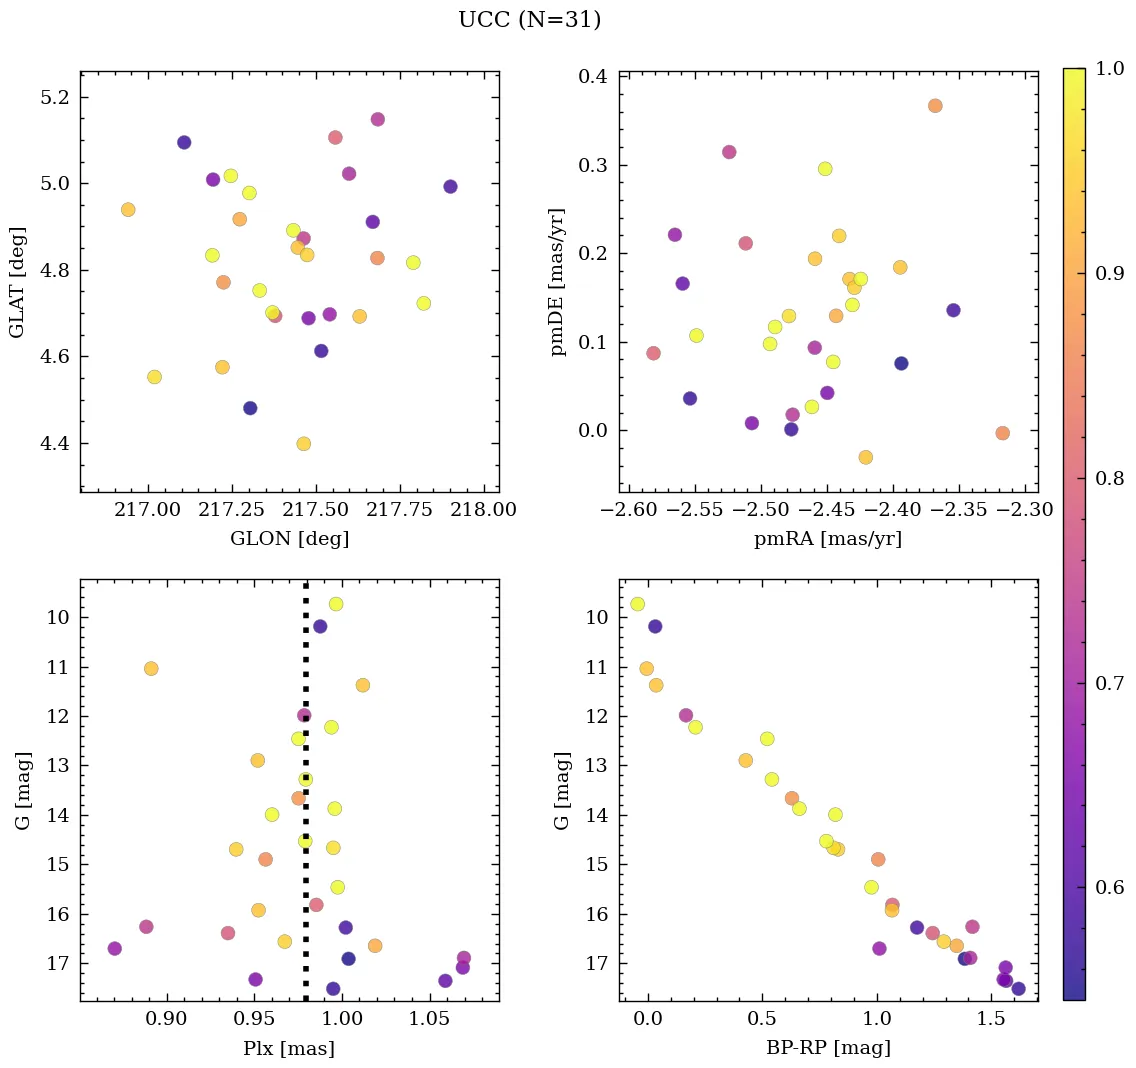 UCC (N=31)
5.2
5.0
4.8
4.6
4.4
GLAT [deg]
217.00 217.25 217.50 217.75 218.00
GLON [deg]
0.4
0.3
0.2
0.1
0.0
pmDE [mas/yr]
−2.60 −2.55 −2.50 −2.45 −2.40 −2.35 −2.30
pmRA [mas/yr]
10
11
12
13
14
15
16
17
G [mag]
0.90 0.95 1.00 1.05
Plx [mas]
10
11
12
13
14
15
16
17
G [mag]
0.0 0.5 1.0 1.5
BP-RP [mag]
1.0
0.9
0.8
0.7
0.6